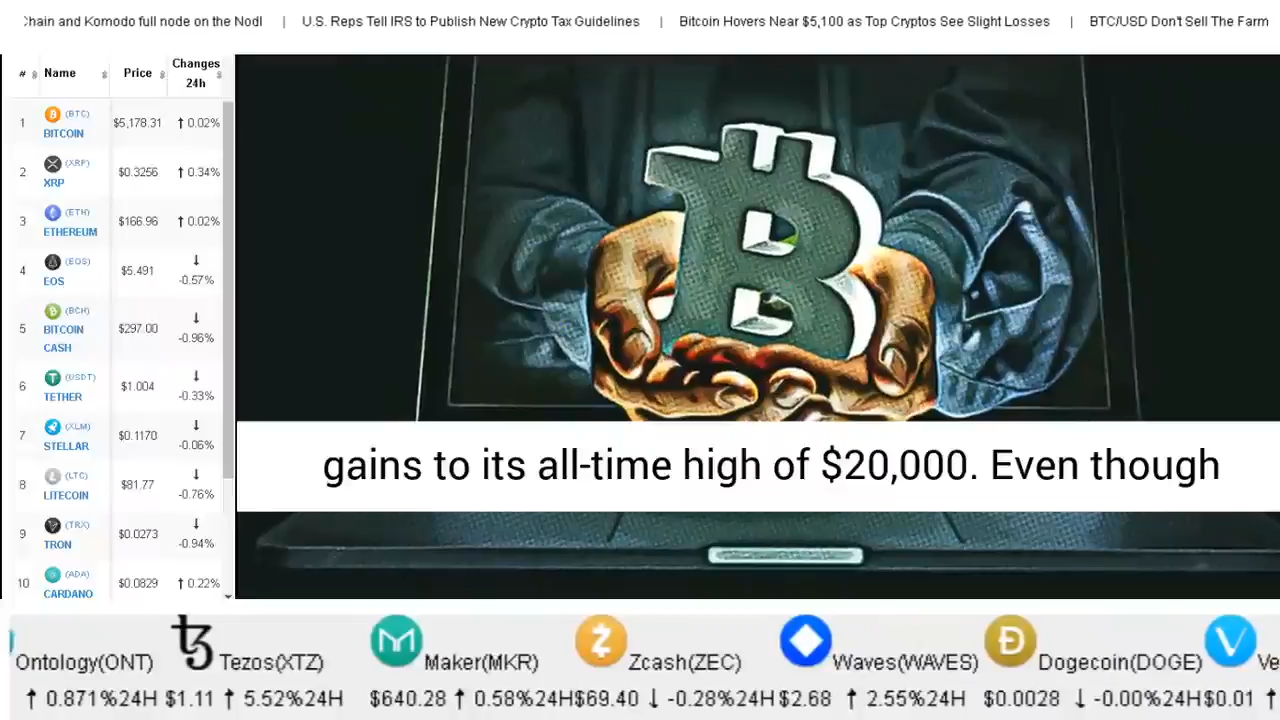 Chain and Komodo full node on the Nodl | U.S. Reps Tell IRS to Publish New Crypto Tax Guidelines | Bitcoin Hovers Near $5,100 as Top Cryptos See Slight Losses | BTC/USD Don't Sell The Farm
# Name Price Changes 24h
1 (BTC) BITCOIN $5,178.31 ↑ 0.02%
2 (XRP) XRP $0.3256 ↑ 0.34%
3 (ETH) ETHEREUM $166.96 ↑ 0.02%
4 (EOS) EOS $5.491 ↓ -0.57%
5 (BCH) BITCOIN CASH $297.00 ↓ -0.96%
6 (USDT) TETHER $1.004 ↓ -0.33%
7 (XLM) STELLAR $0.1170 ↓ -0.06%
8 (LTC) LITECOIN $81.77 ↓ -0.76%
9 (TRX) TRON $0.0273 ↓ -0.94%
10 (ADA) CARDANO $0.0829 ↑ 0.22%
gains to its all-time high of $20,000. Even though
Ontology(ONT) Tezos(XTZ) Maker(MKR) Zcash(ZEC) Waves(WAVES) Dogecoin(DOGE) Ve
↑ 0.871%24H $1.11 ↑ 5.52%24H $640.28 ↑ 0.58%24H $69.40 ↓ -0.28%24H $2.68 ↑ 2.55%24H $0.0028 ↓ -0.00%24H $0.01 ↑